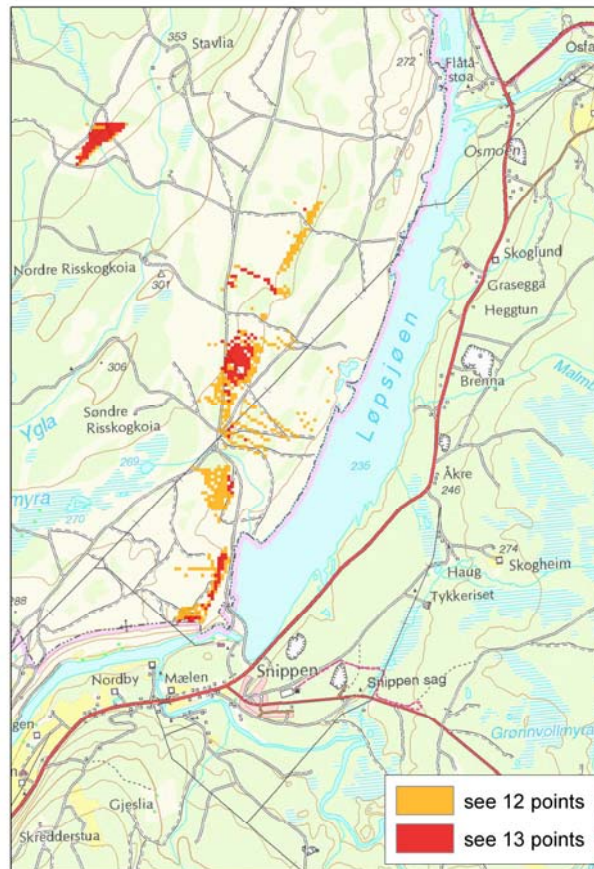 353
Stavlia
272
Flåtå-
støa
Osfa
Osmoen
Skoglund
Nordre Risskogkoia
301
Grasegga
Heggtun
306
Brenna
Malmb
Løpsjøen
Søndre
Risskogkoia
Ygla
269
235
Åkre
246
myra
270
274
Skogheim
Haug
288
Tykkeriset
Snippen
Nordby
Mælen
Snippen sag
gen
Grønnvollmyra
n
Gjeslia
see 12 points
see 13 points
Skredderstua